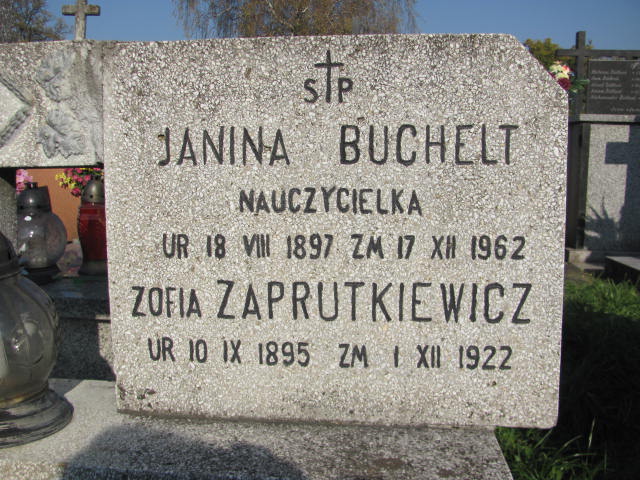 S P
JANINA BUCHELT
NAUCZYCIELKA
UR 18 VIII 1897 ZM 17 XII 1962
ZOFIA ZAPRUTKIEWICZ
UR 10 IX 1895 ZM 1 XII 1922